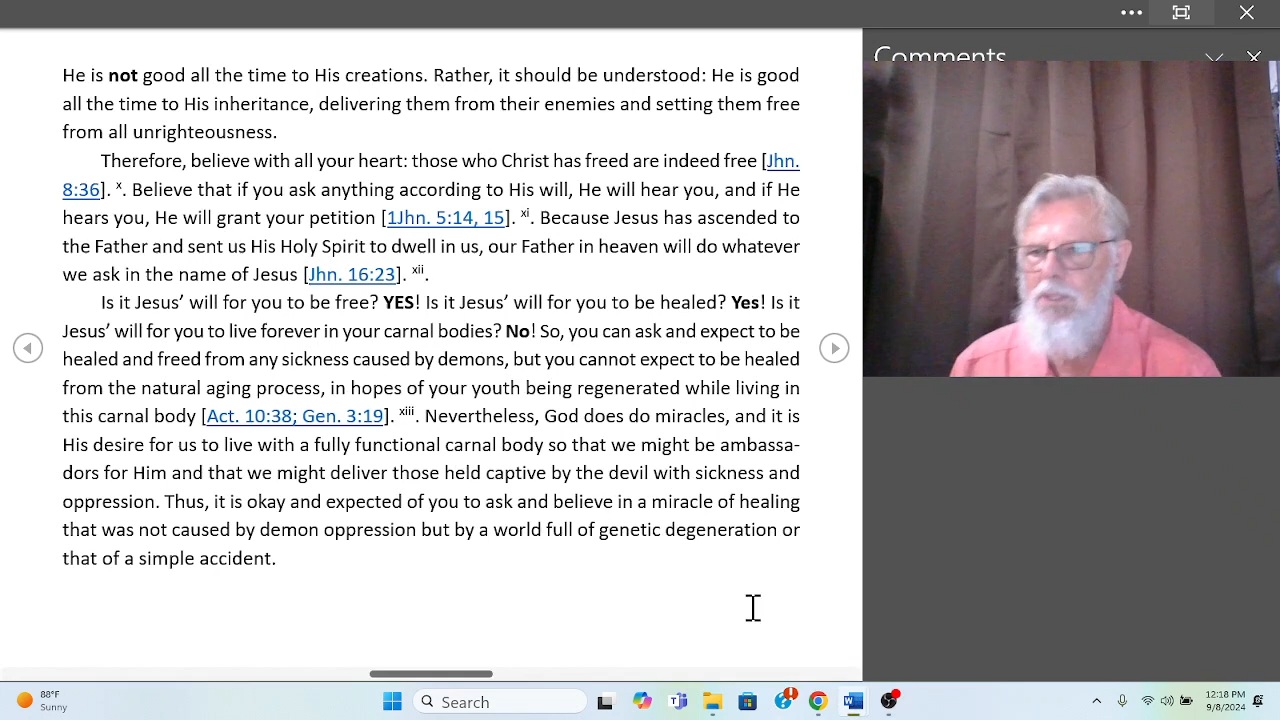 Comments
He is not good all the time to His creations. Rather, it should be understood: He is good
all the time to His inheritance, delivering them from their enemies and setting them free
from all unrighteousness.
Therefore, believe with all your heart: those who Christ has freed are indeed free [Jhn.
8:36]. x. Believe that if you ask anything according to His will, He will hear you, and if He
hears you, He will grant your petition [1Jhn. 5:14, 15]. xi. Because Jesus has ascended to
the Father and sent us His Holy Spirit to dwell in us, our Father in heaven will do whatever
we ask in the name of Jesus [Jhn. 16:23]. xii.
Is it Jesus’ will for you to be free? YES! Is it Jesus’ will for you to be healed? Yes! Is it
Jesus’ will for you to live forever in your carnal bodies? No! So, you can ask and expect to be
healed and freed from any sickness caused by demons, but you cannot expect to be healed
from the natural aging process, in hopes of your youth being regenerated while living in
this carnal body [Act. 10:38; Gen. 3:19]. xiii. Nevertheless, God does do miracles, and it is
His desire for us to live with a fully functional carnal body so that we might be ambassa-
dors for Him and that we might deliver those held captive by the devil with sickness and
oppression. Thus, it is okay and expected of you to ask and believe in a miracle of healing
that was not caused by demon oppression but by a world full of genetic degeneration or
that of a simple accident.
88°F
Sunny
Search
12:18 PM
9/8/2024